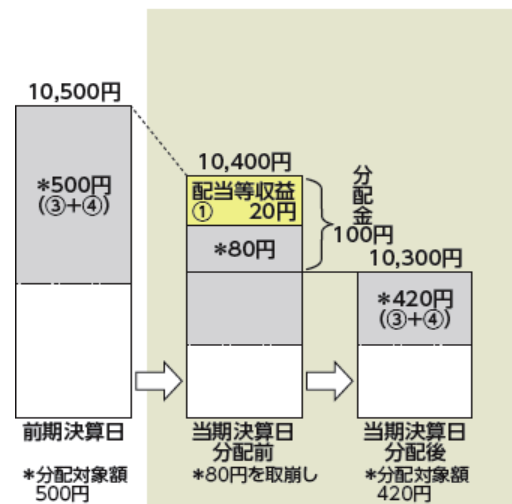 10,500円
*500円
(③+④)
10,400円
配当等収益
① 20円
*80円
分配金
100円
10,300円
*420円
(③+④)
前期決算日
*分配対象額
500円
当期決算日
分配前
*80円を取崩し
当期決算日
分配後
*分配対象額
420円